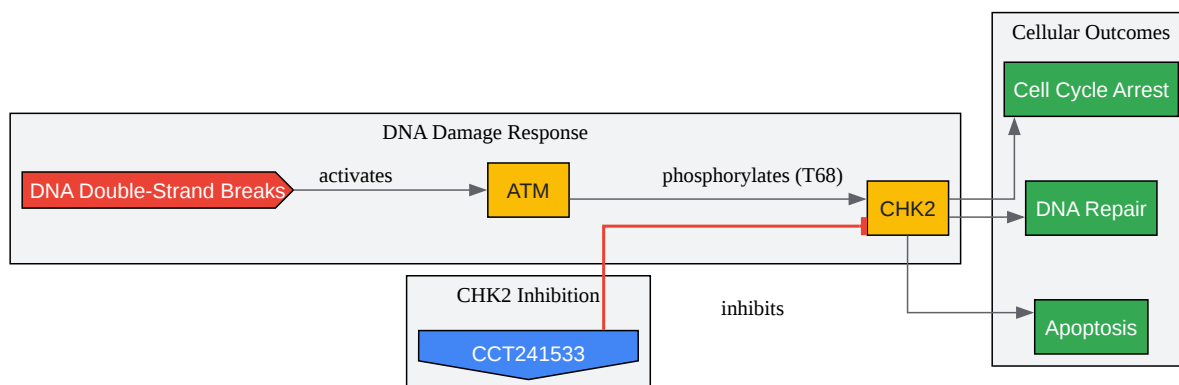 Cellular Outcomes
Cell Cycle Arrest
DNA Damage Response
DNA Double-Strand Breaks
activates
ATM
phosphorylates (T68)
CHK2
DNA Repair
CHK2 Inhibition
inhibits
Apoptosis
CCT241533